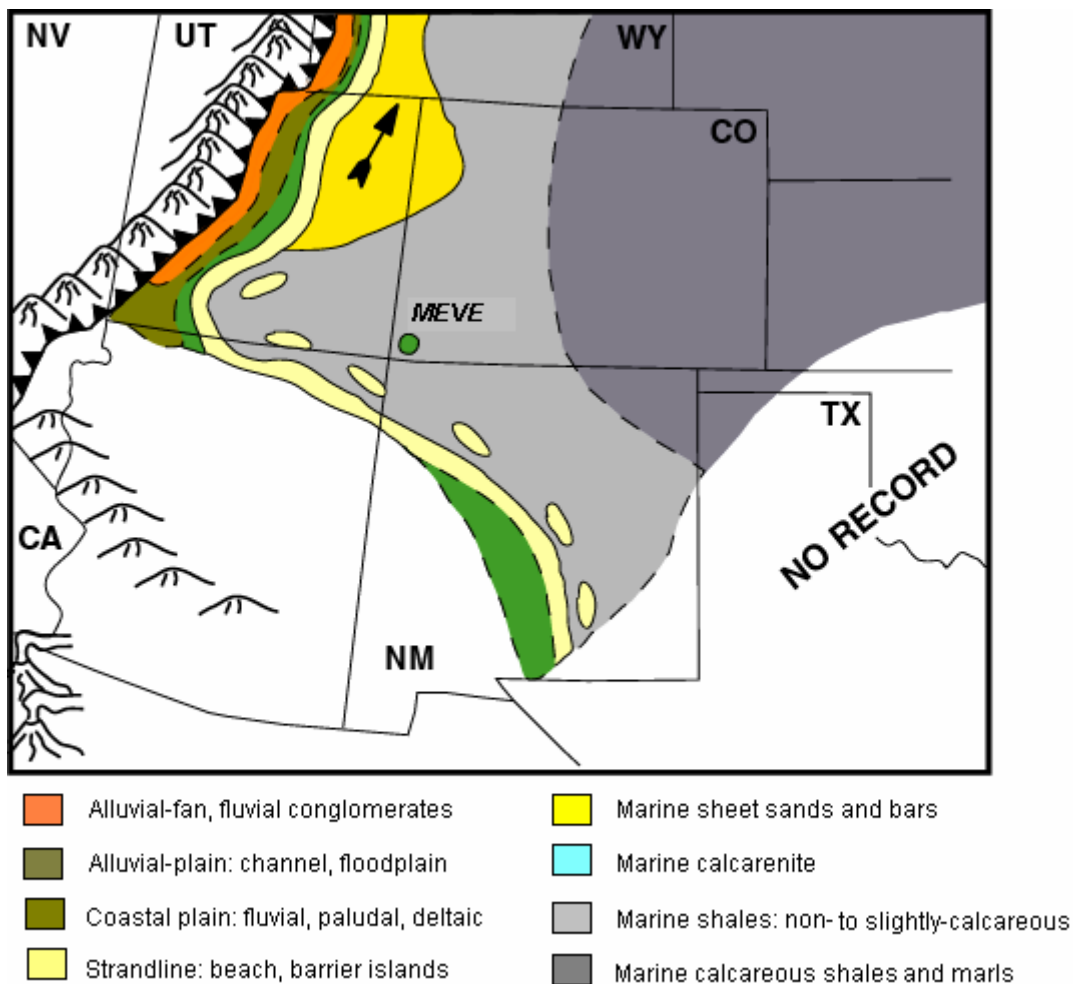 NV
UT
WY
CO
MEVE
TX
NO RECORD
CA
NM
Alluvial-fan, fluvial conglomerates
Alluvial-plain: channel, floodplain
Coastal plain: fluvial, paludal, deltaic
Strandline: beach, barrier islands
Marine sheet sands and bars
Marine calcarenite
Marine shales: non- to slightly-calcareous
Marine calcareous shales and marls